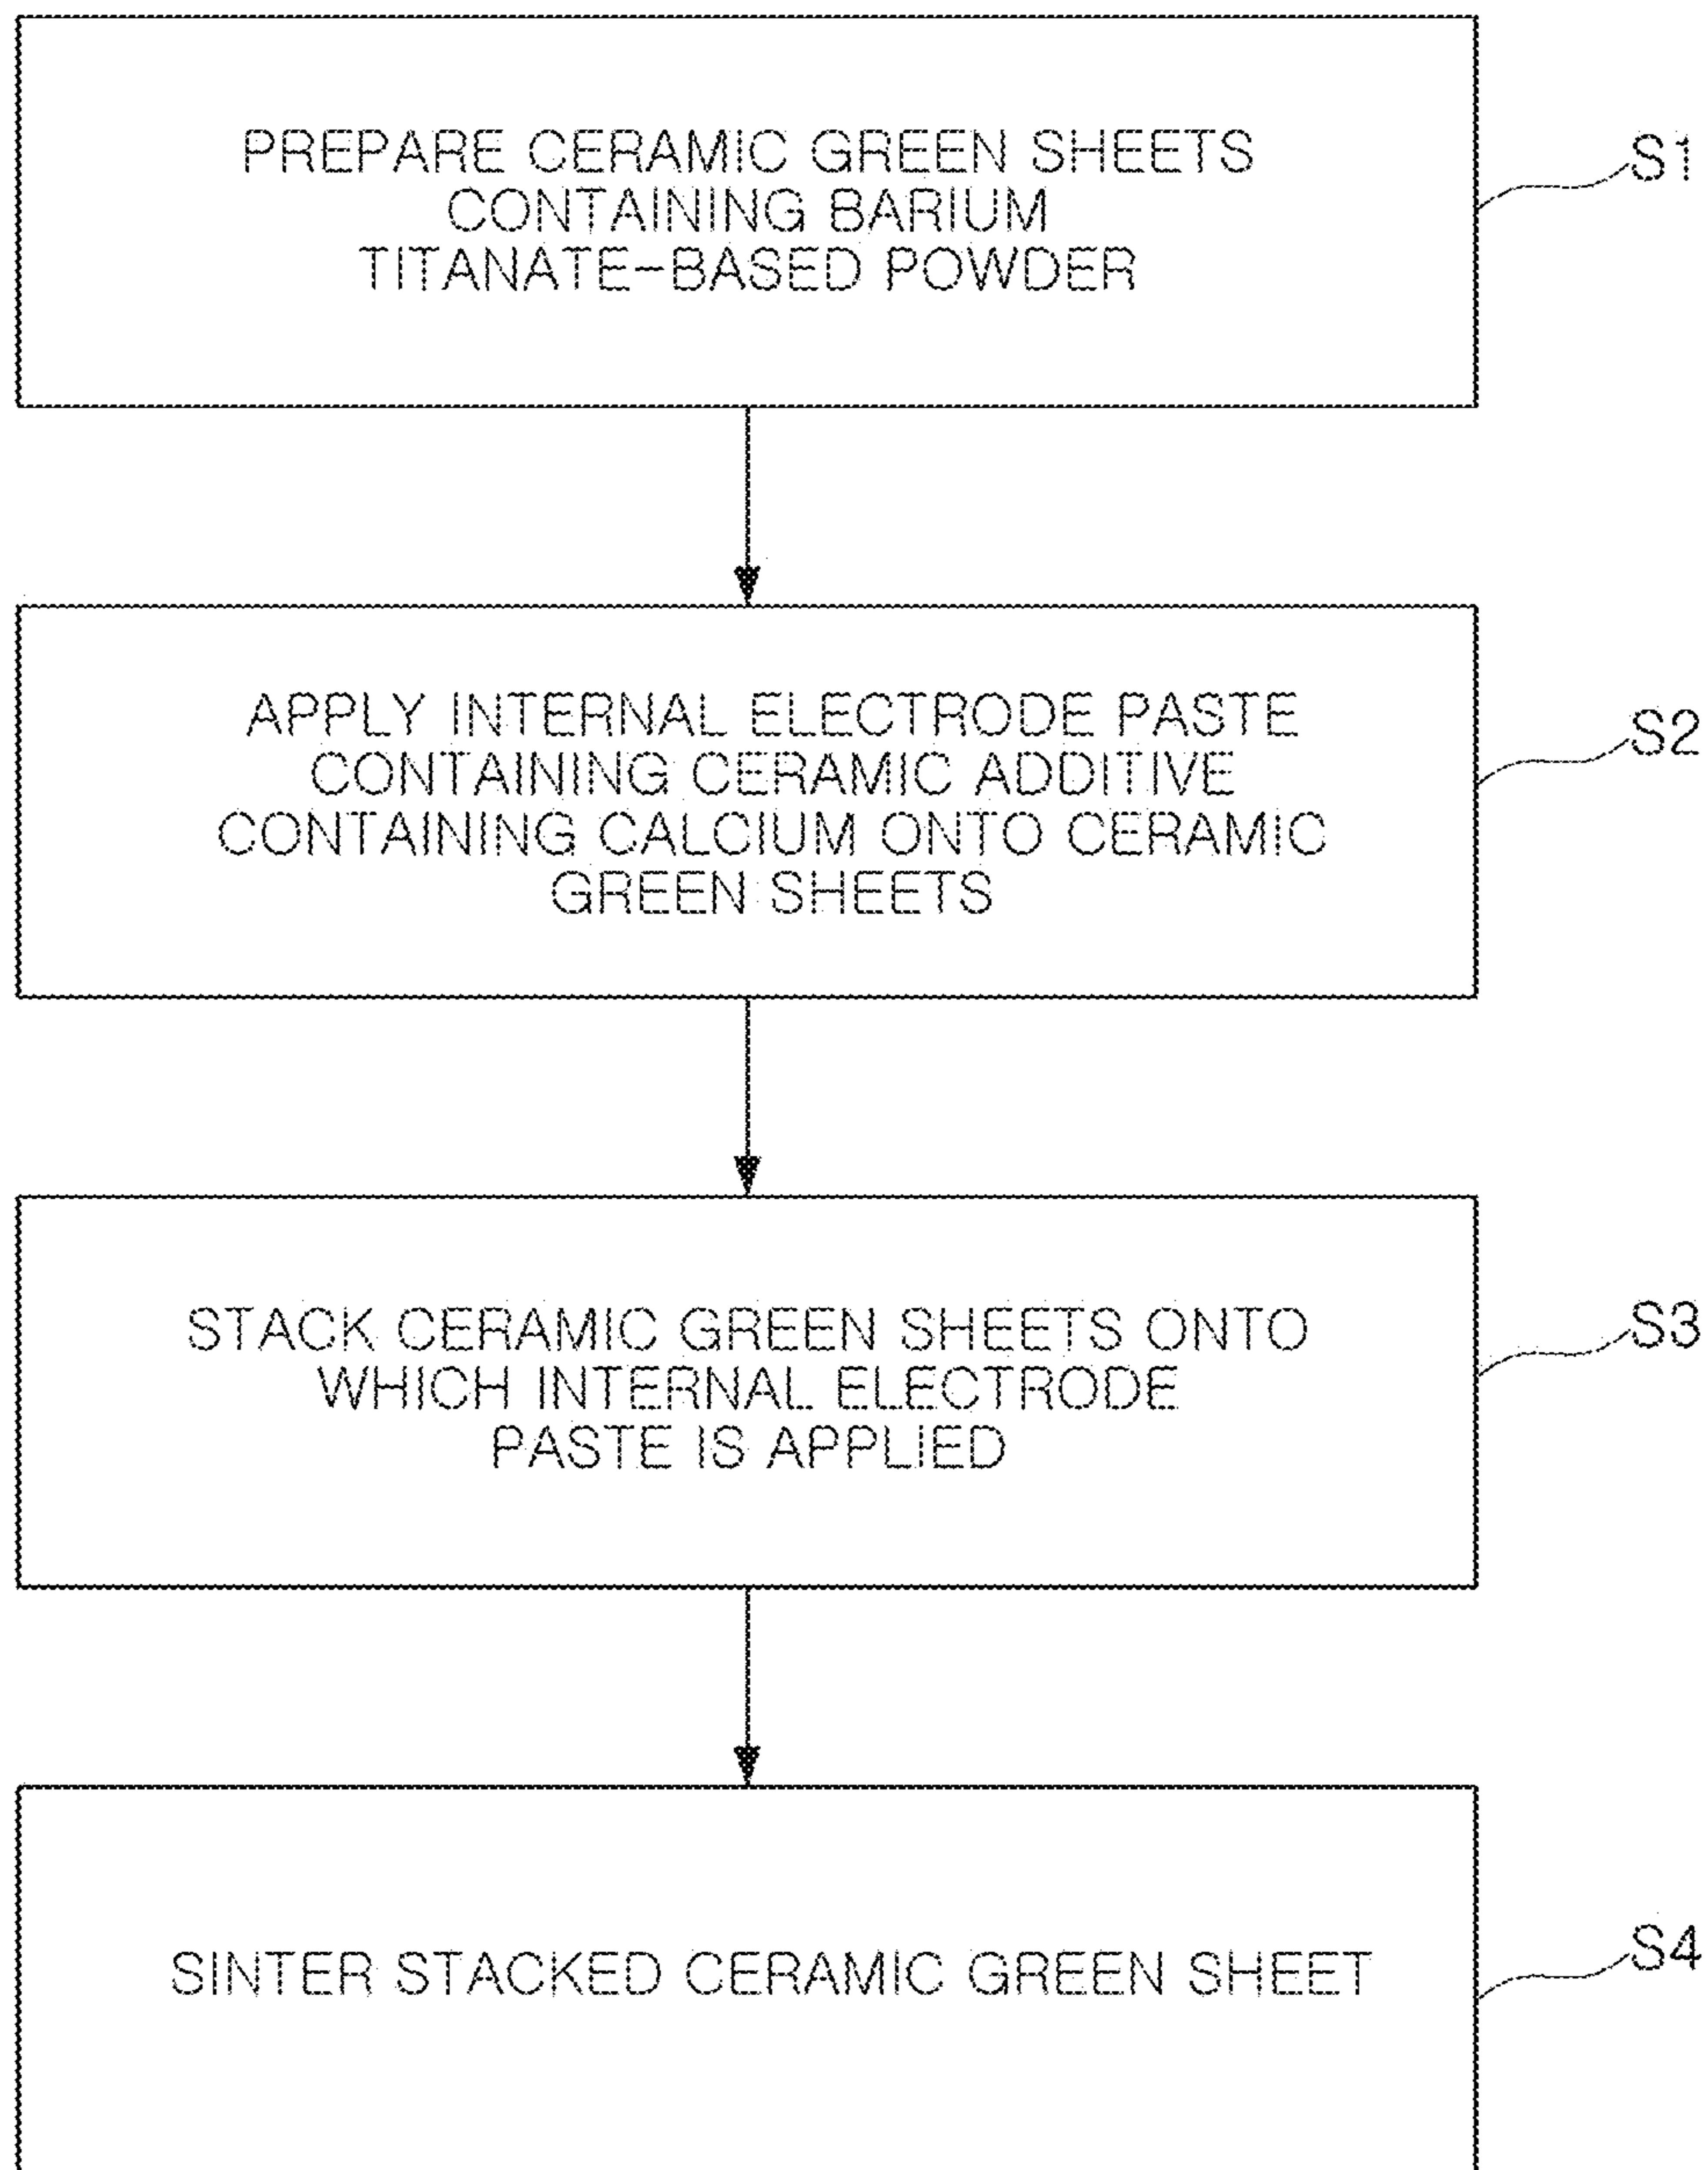 PREPARE CERAMIC GREEN SHEETS
CONTAINING BARIUM
TITANATE-BASED POWDER
S1
APPLY INTERNAL ELECTRODE PASTE
CONTAINING CERAMIC ADDITIVE
CONTAINING CALCIUM ONTO CERAMIC
GREEN SHEETS
S2
STACK CERAMIC GREEN SHEETS ONTO
WHICH INTERNAL ELECTRODE
PASTE IS APPLIED
S3
SINTER STACKED CERAMIC GREEN SHEET
S4